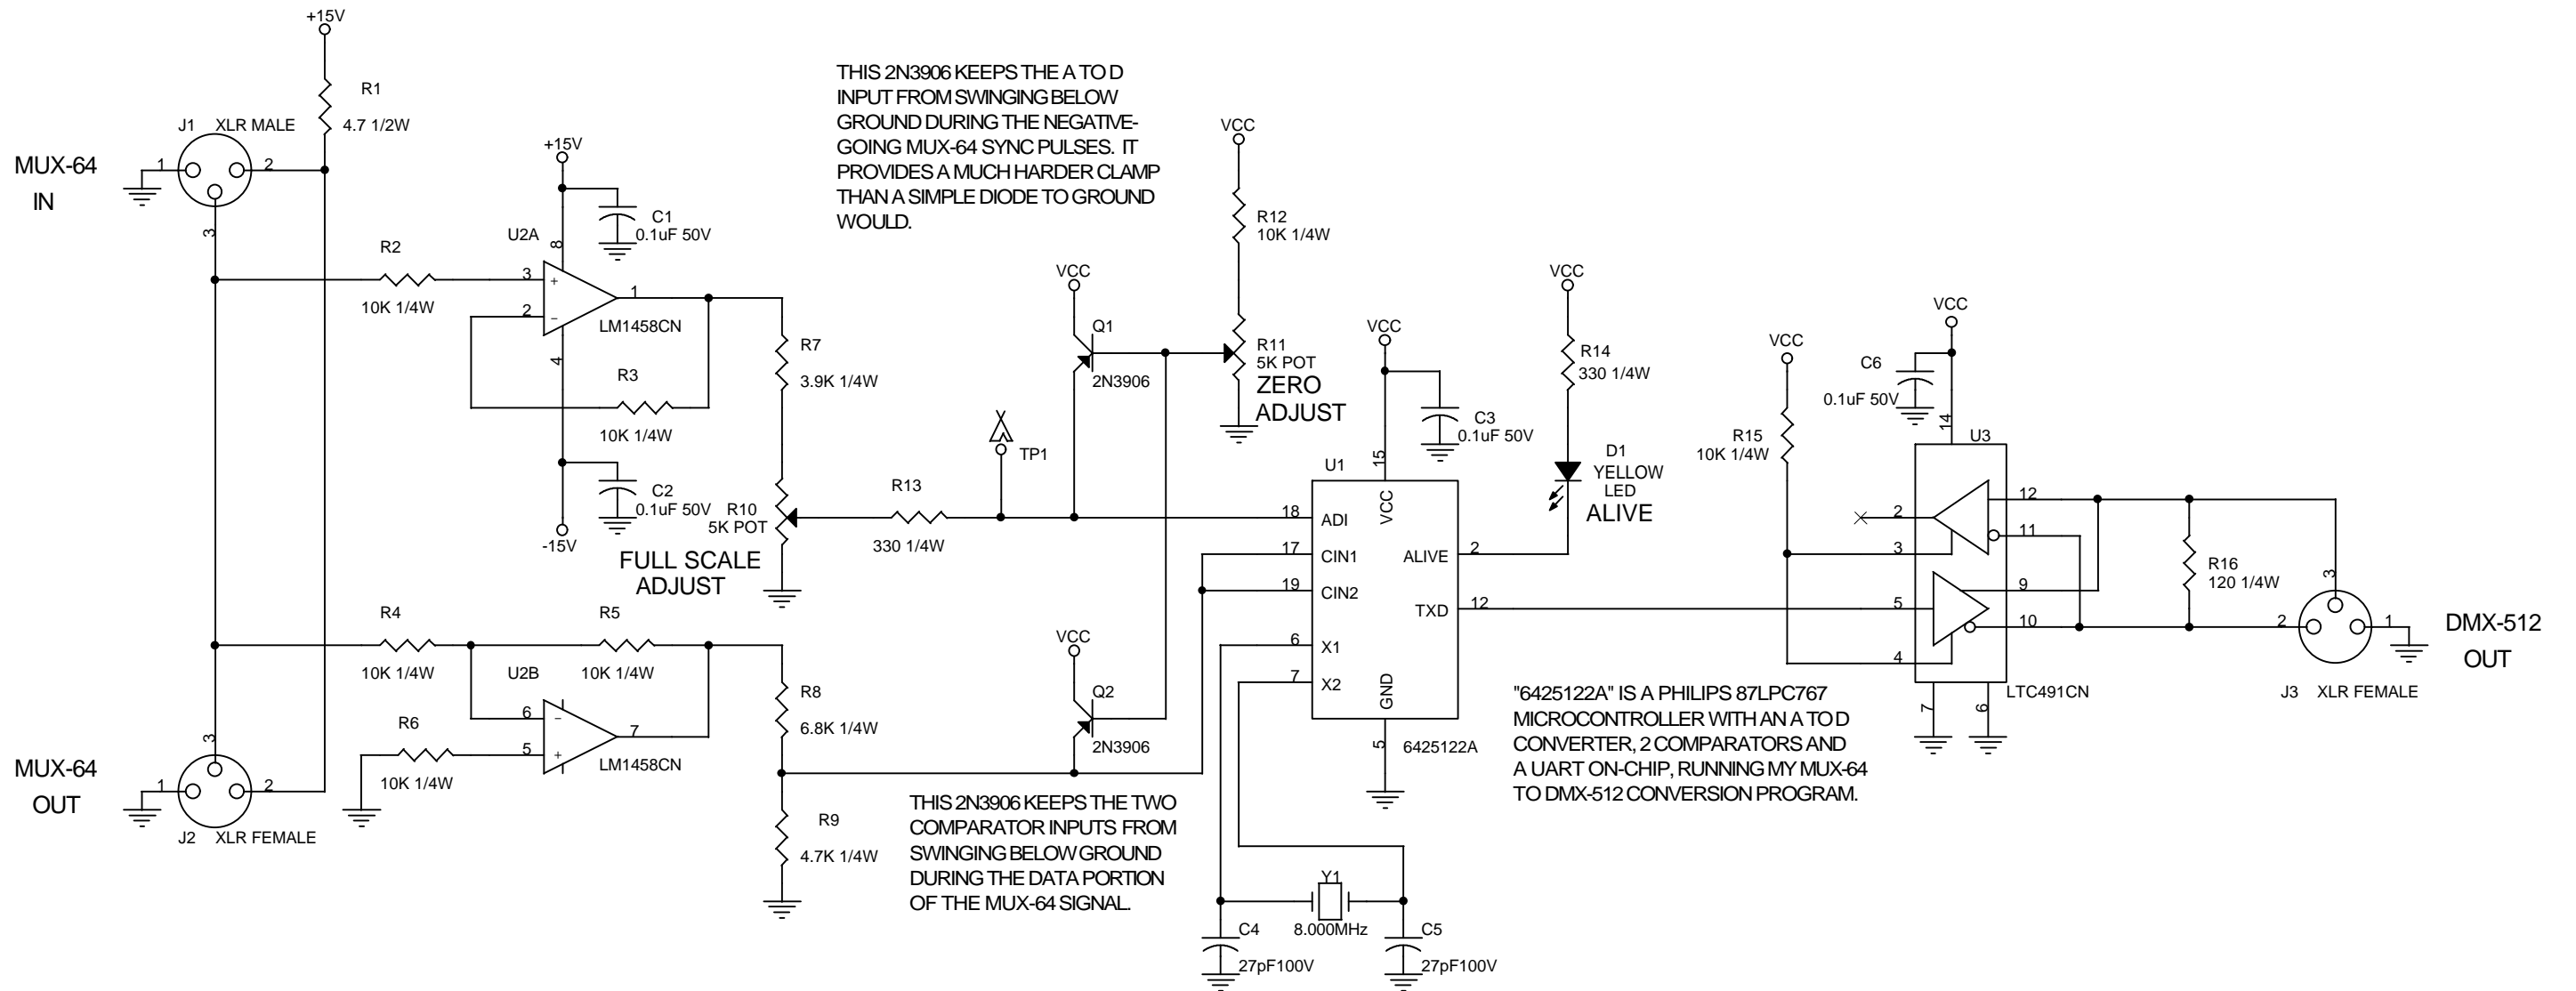 +15V
R1
4.7 1/2W
J1 XLR MALE
MUX-64
IN
1
2
3
R2
10K 1/4W
+15V
C1
0.1uF 50V
U2A
8
3
+
2
−
1
LM1458CN
4
R3
10K 1/4W
C2
0.1uF 50V
-15V
THIS 2N3906 KEEPS THE A TO D
INPUT FROM SWINGING BELOW
GROUND DURING THE NEGATIVE-
GOING MUX-64 SYNC PULSES. IT
PROVIDES A MUCH HARDER CLAMP
THAN A SIMPLE DIODE TO GROUND
WOULD.
R7
3.9K 1/4W
R10
5K POT
FULL SCALE
ADJUST
R13
330 1/4W
TP1
VCC
Q1
2N3906
VCC
R12
10K 1/4W
R11
5K POT
ZERO
ADJUST
R4
10K 1/4W
R5
10K 1/4W
U2B
6
−
5
+
7
LM1458CN
R6
10K 1/4W
R8
6.8K 1/4W
R9
4.7K 1/4W
VCC
Q2
2N3906
THIS 2N3906 KEEPS THE TWO
COMPARATOR INPUTS FROM
SWINGING BELOW GROUND
DURING THE DATA PORTION
OF THE MUX-64 SIGNAL.
MUX-64
OUT
3
1
2
J2 XLR FEMALE
VCC
C3
0.1uF 50V
15
U1
VCC
18 ADI
17 CIN1
19 CIN2
6 X1
7 X2
ALIVE 2
TXD 12
GND
5
6425122A
Y1
8.000MHz
C4
27pF100V
C5
27pF100V
VCC
R14
330 1/4W
D1
YELLOW
LED
ALIVE
"6425122A" IS A PHILIPS 87LPC767
MICROCONTROLLER WITH AN A TO D
CONVERTER, 2 COMPARATORS AND
A UART ON-CHIP, RUNNING MY MUX-64
TO DMX-512 CONVERSION PROGRAM.
VCC
R15
10K 1/4W
VCC
C6
0.1uF 50V
14
U3
2
3
5
4
12
11
9
10
7
6
LTC491CN
R16
120 1/4W
3
2
1
J3 XLR FEMALE
DMX-512
OUT